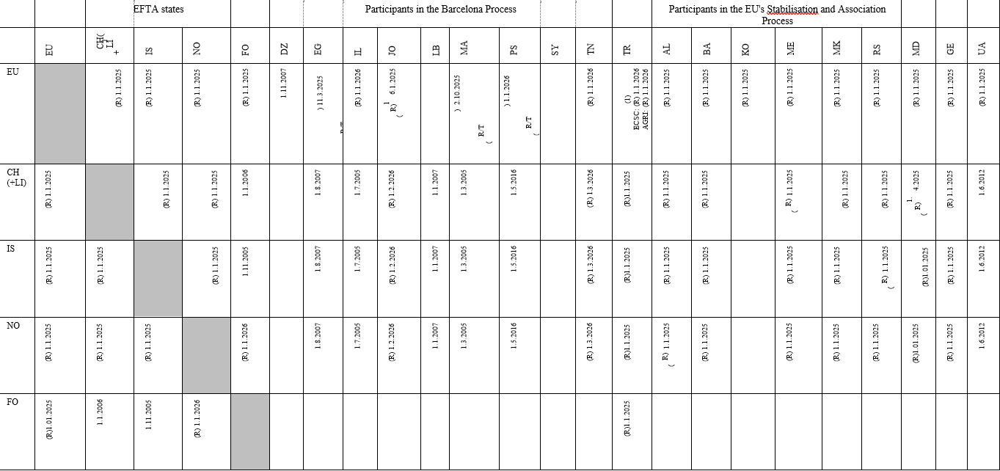 EFTA states Participants in the Barcelona Process Participants in the EU's Stabilisation and Association
Process
EU CH( + LI IS NO FO DZ EG IL JO LB MA PS SY TN TR AL BA KO ME MK RS MD GE UA
EU (R) 1.1.2025 (R) 1.1.2025 (R) 1.1.2025 (R) 1.1.2025 1.11.2007 ) 11.3.2025 R/T (R) 1.1.2026 ( R) 1 6.1.2025 ( R/T ) 2.10.2025 ( R/T ) 1.1.2026 (R) 1.1.2026 (1) (R) 1.1.2025 (R) 1.1.2025 (R) 1.1.2025 (R) 1.1.2025 (R) 1.1.2025 (R) 1.1.2025 (R) 1.1.2025 (R) 1.1.2025 (R) 1.1.2025
ECSC: (R) 1.1.2026
AGRI: (R) 1.1.2026
CH (R) 1.1.2025 (R) 1.1.2025 (R) 1.1.2025 1.1.2006 1.8.2007 1.7.2005 (R) 1.2.2026 1.1.2007 1.3.2005 1.5.2016 (R) 1.3.2026 (R)1.1.2025 (R) 1.1.2025 (R) 1.1.2025 ( R) 1.1.2025 (R) 1.1.2025 (R) 1.1.2025 ( R) 1. 4.2025 (R) 1.1.2025 1.6.2012
(+LI)
IS (R) 1.1.2025 (R) 1.1.2025 (R) 1.1.2025 1.11.2005 1.8.2007 1.7.2005 (R) 1.2.2026 1.1.2007 1.3.2005 1.5.2016 (R) 1.3.2026 (R)1.1.2025 (R) 1.1.2025 (R) 1.1.2025 (R) 1.1.2025 (R) 1.1.2025 ( R) 1.1.2025 (R)1.01.2025 (R) 1.1.2025 1.6.2012
NO (R) 1.1.2025 (R) 1.1.2025 (R) 1.1.2025 (R) 1.1.2026 1.8.2007 1.7.2005 (R) 1.2.2026 1.1.2007 1.3.2005 1.5.2016 (R) 1.3.2026 (R)1.1.2025 ( R) 1.1.2025 (R) 1.1.2025 (R) 1.1.2025 (R) 1.1.2025 (R) 1.1.2025 (R)1.01.2025 (R) 1.1.2025 1.6.2012
FO (R)1.01.2025 1.1.2006 1.11.2005 (R) 1.1.2026 (R)1.1.2025